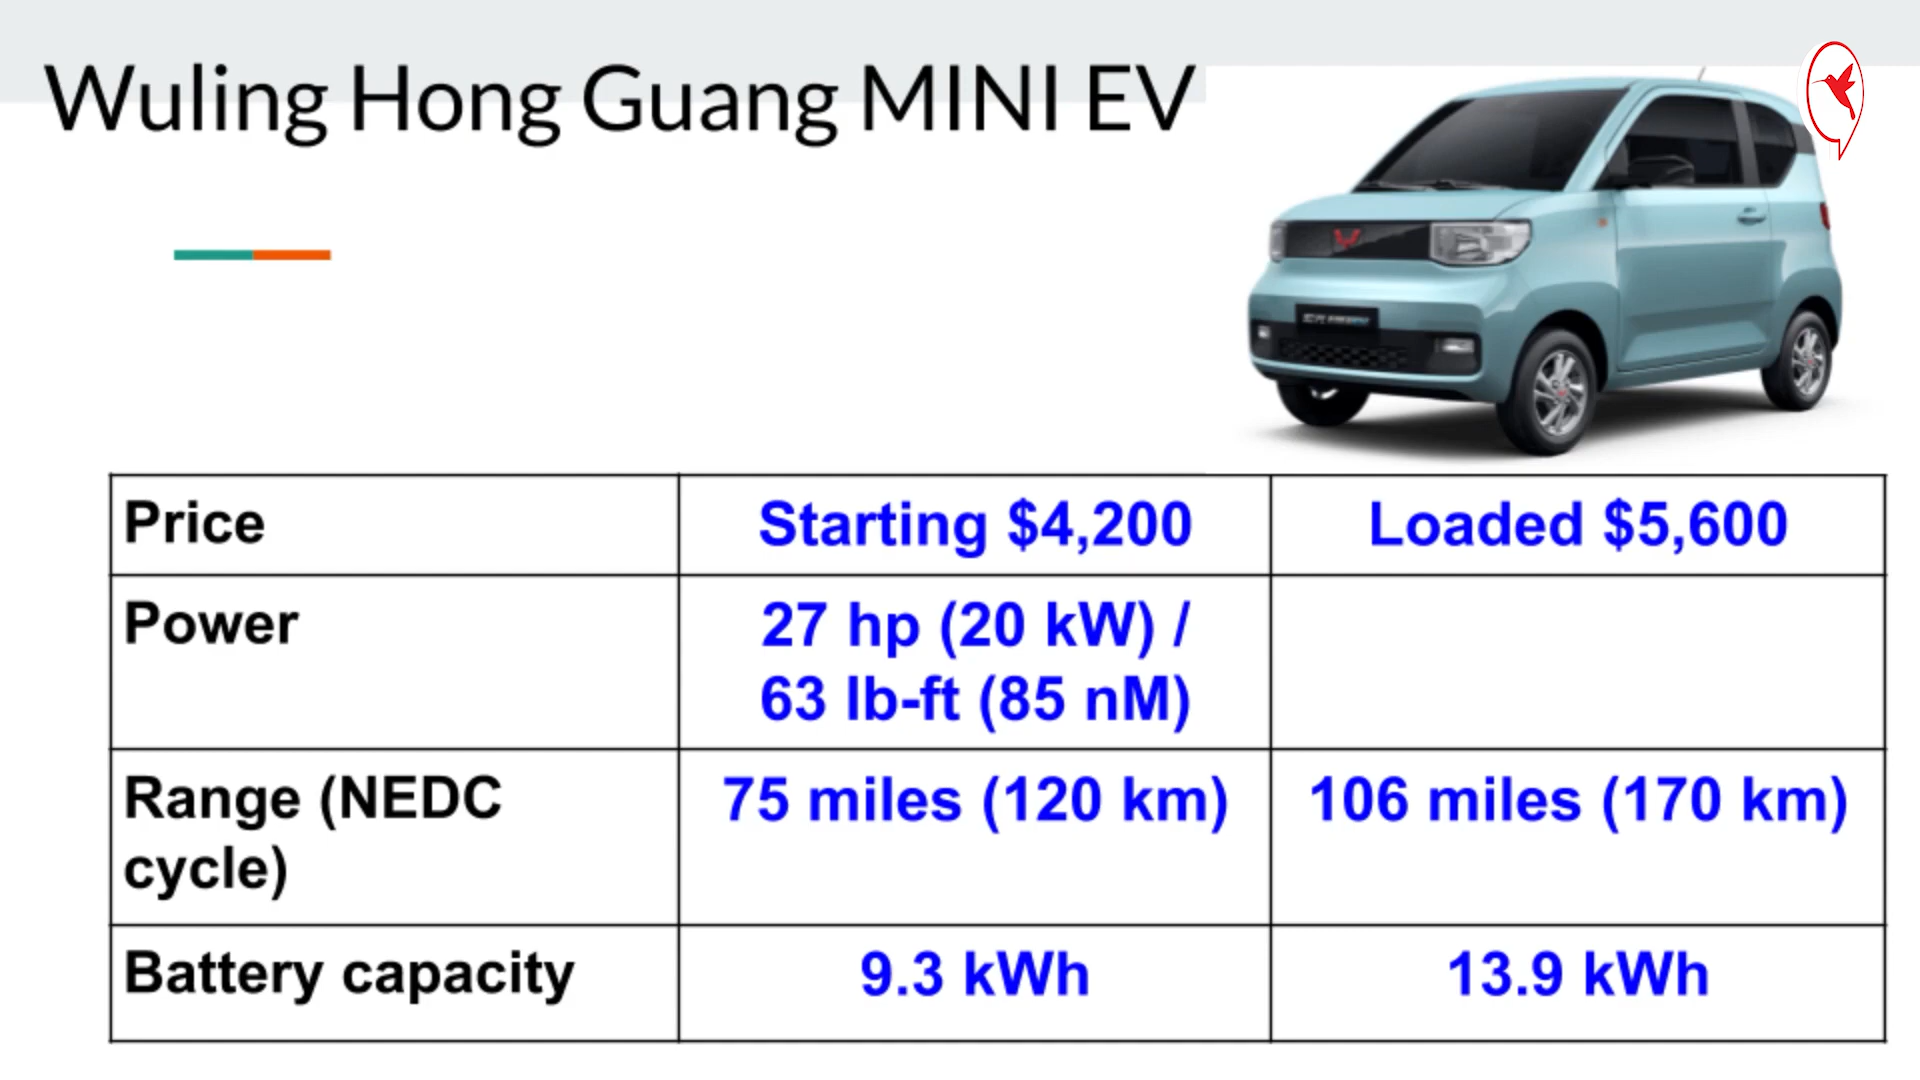 Wuling Hong Guang MINI EV
Price
Starting $4,200
Loaded $5,600
Power
27 hp (20 kW) /
63 lb-ft (85 nM)
Range (NEDC
cycle)
75 miles (120 km)
106 miles (170 km)
Battery capacity
9.3 kWh
13.9 kWh